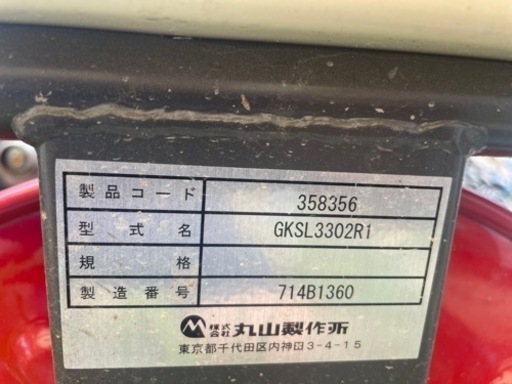 製品コード 358356
型式名 GKSL3302R1
規格
製造番号 714B1360
株式会社 丸山製作所
東京都千代田区内神田3-4-15